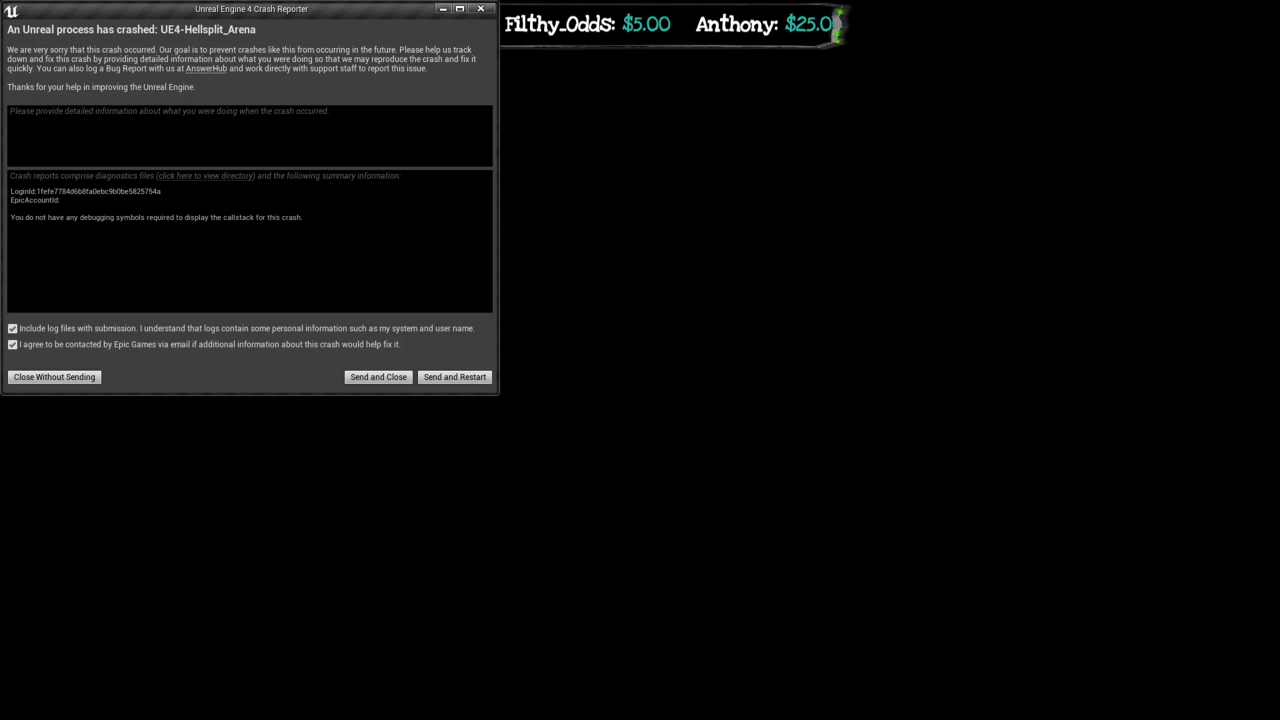 Unreal Engine 4 Crash Reporter
Filthy_Odds: $5.00 Anthony: $25.0
An Unreal process has crashed: UE4-Hellsplit_Arena
We are very sorry that this crash occurred. Our goal is to prevent crashes like this from occurring in the future. Please help us track
down and fix this crash by providing detailed information about what you were doing so that we may reproduce the crash and fix it
quickly. You can also log a Bug Report with us at AnswerHub and work directly with support staff to report this issue.
Thanks for your help in improving the Unreal Engine.
Please provide detailed information about what you were doing when the crash occurred.
Crash reports comprise diagnostics files (click here to view directory) and the following summary information:
LoginId:1fefe7784d6b8fa0ebc9b0be5825754a
EpicAccountId:
You do not have any debugging symbols required to display the callstack for this crash.
Include log files with submission. I understand that logs contain some personal information such as my system and user name.
I agree to be contacted by Epic Games via email if additional information about this crash would help fix it.
Close Without Sending Send and Close Send and Restart